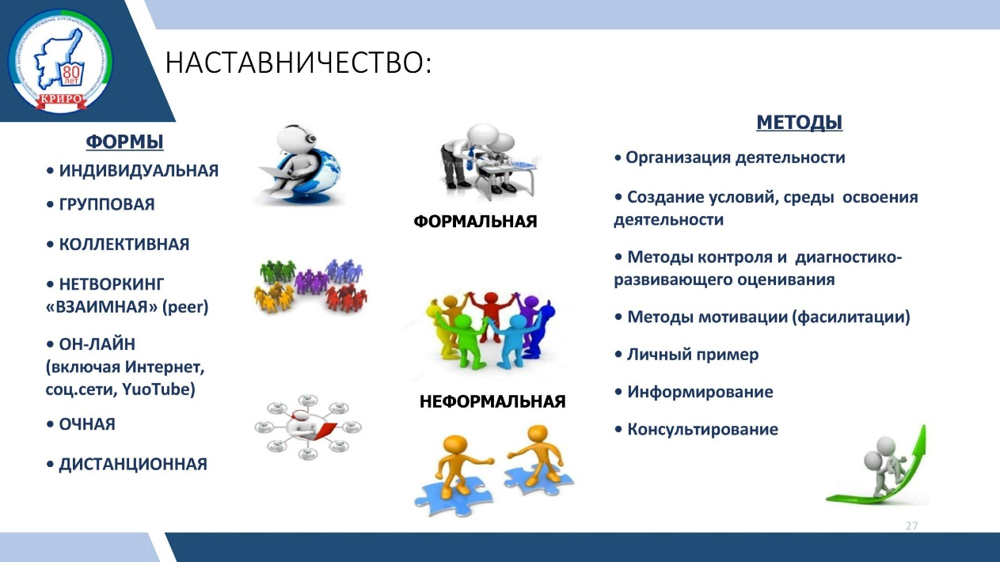 80
ЛЕТ
КРИРО
НАСТАВНИЧЕСТВО:
ФОРМЫ
• ИНДИВИДУАЛЬНАЯ
• ГРУППОВАЯ
• КОЛЛЕКТИВНАЯ
• НЕТВОРКИНГ
«ВЗАИМНАЯ» (peer)
• ОН-ЛАЙН
(включая Интернет,
соц.сети, YuoTube)
• ОЧНАЯ
• ДИСТАНЦИОННАЯ
ФОРМАЛЬНАЯ
НЕФОРМАЛЬНАЯ
МЕТОДЫ
• Организация деятельности
• Создание условий, среды освоения
деятельности
• Методы контроля и диагностико-
развивающего оценивания
• Методы мотивации (фасилитации)
• Личный пример
• Информирование
• Консультирование
27